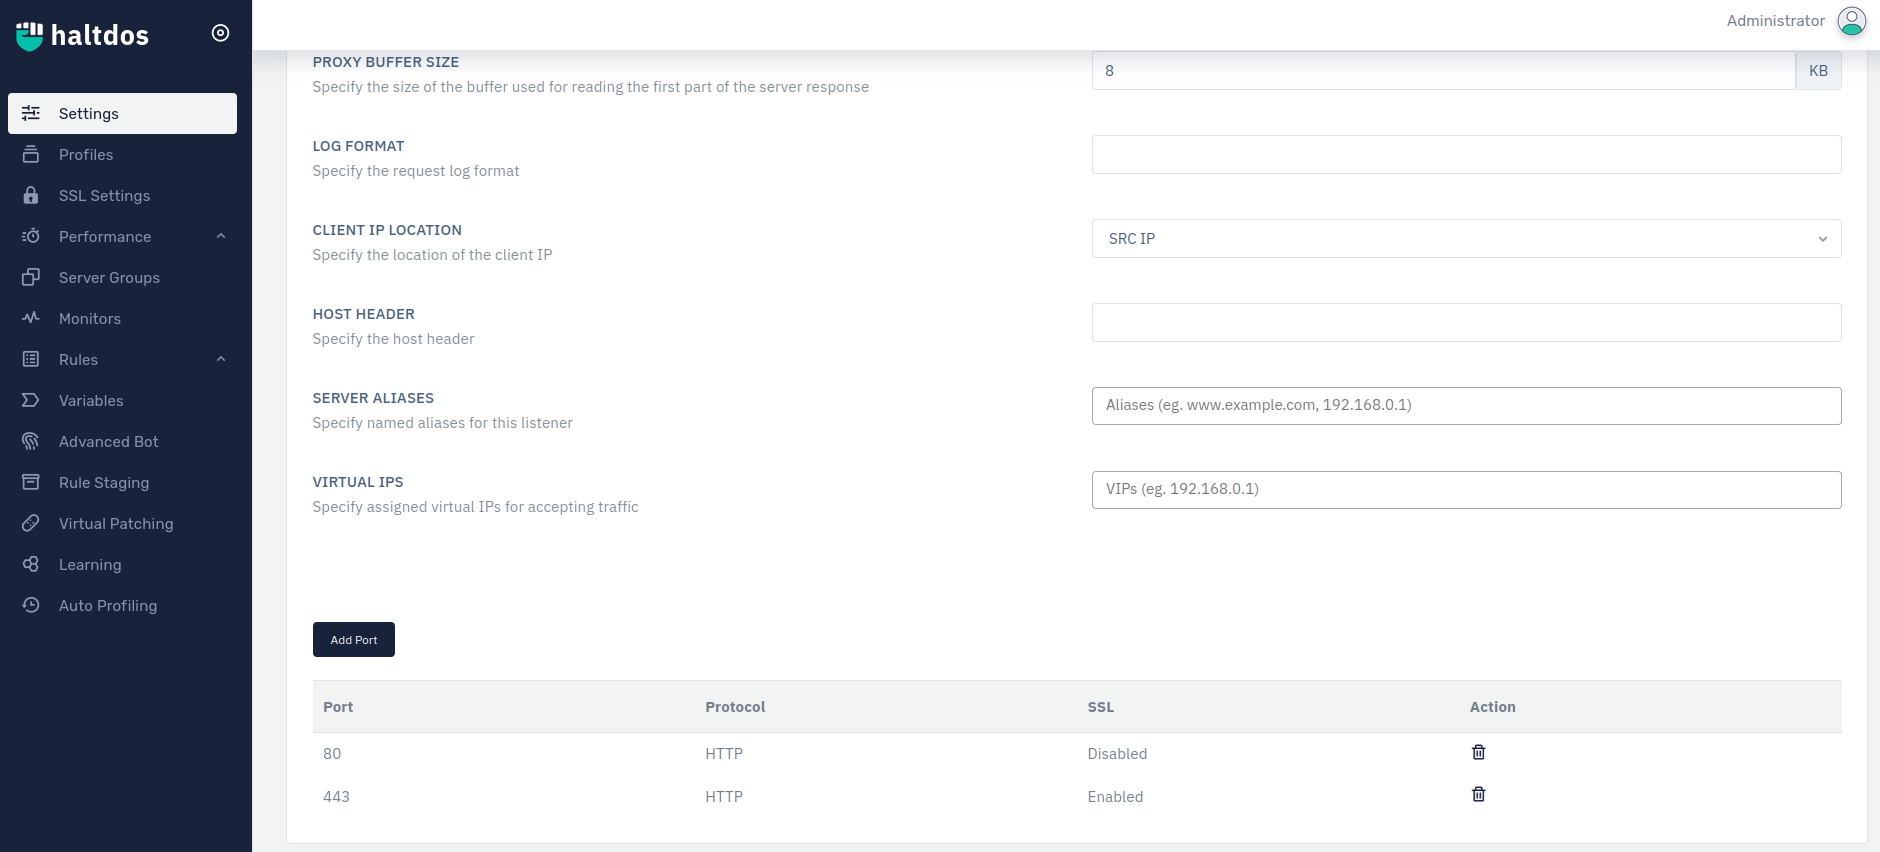 haltdos
Administrator
Settings
Profiles
SSL Settings
Performance
Server Groups
Monitors
Rules
Variables
Advanced Bot
Rule Staging
Virtual Patching
Learning
Auto Profiling
PROXY BUFFER SIZE
Specify the size of the buffer used for reading the first part of the server response
8 KB
LOG FORMAT
Specify the request log format
CLIENT IP LOCATION
Specify the location of the client IP
SRC IP
HOST HEADER
Specify the host header
SERVER ALIASES
Specify named aliases for this listener
Aliases (eg. www.example.com, 192.168.0.1)
VIRTUAL IPS
Specify assigned virtual IPs for accepting traffic
VIPs (eg. 192.168.0.1)
Add Port
Port Protocol SSL Action
80 HTTP Disabled
443 HTTP Enabled